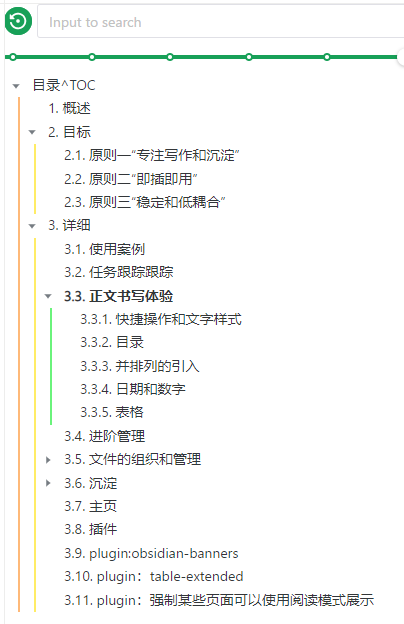 Input to search
目录^TOC
1. 概述
2. 目标
2.1. 原则一“专注写作和沉淀”
2.2. 原则二“即插即用”
2.3. 原则三“稳定和低耦合”
3. 详细
3.1. 使用案例
3.2. 任务跟踪跟踪
3.3. 正文书写体验
3.3.1. 快捷操作和文字样式
3.3.2. 目录
3.3.3. 并排列的引入
3.3.4. 日期和数字
3.3.5. 表格
3.4. 进阶管理
3.5. 文件的组织和管理
3.6. 沉淀
3.7. 主页
3.8. 插件
3.9. plugin:obsidian-banners
3.10. plugin：table-extended
3.11. plugin：强制某些页面可以使用阅读模式展示